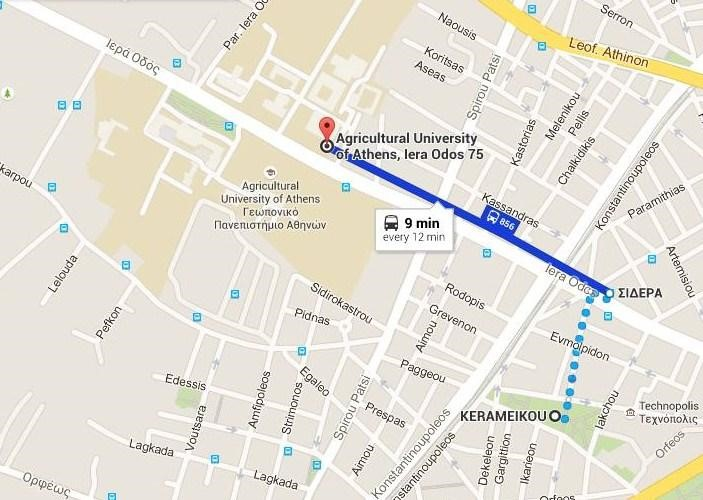 Naousis
Serron
Par. Iera Odos
Leof. Athinon
Ιερά Οδός
Koritsas
Aseas
Spirou Patsi
Melenikou
Pellis
Kastorias
Chalkidikis
Konstantinoupoleos
Agricultural University
of Athens, Iera Odos 75
Agricultural
University of Athens
Γεωπονικό
Πανεπιστήμιο Αθηνών
Kassandras
Paramithias
856
9 min
every 12 min
Artemisiou
Iera Odos
ΣΙΔΕΡΑ
Skarpou
Lelouda
Pefkon
Sidirokastrou
Pidnas
Rodopis
Grevenon
Aimou
Evmolpidon
Paggeou
Egaleo
Edessis
Voutsara
Amfipoleos
Strimonos
Spirou Patsi
Prespas
Aimou
KERAMEIKOU
Iakchou
Technopolis
Τεχνόπολις
Konstantinoupoleos
Konstantinoupoleos
Dekeleon
Gargittion
Ikarieon
Orfeos
Orfeos
Lagkada
Lagkada
Ορφέως